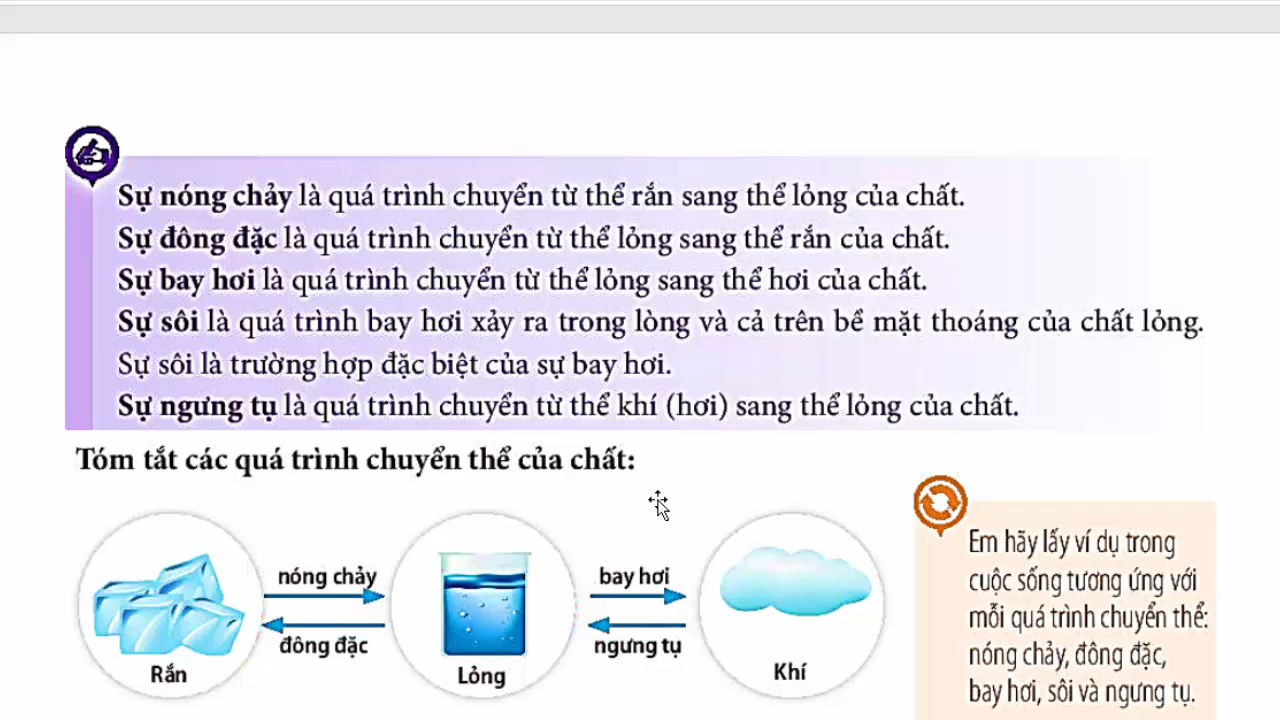 Sự nóng chảy là quá trình chuyển từ thể rắn sang thể lỏng của chất.
Sự đông đặc là quá trình chuyển từ thể lỏng sang thể rắn của chất.
Sự bay hơi là quá trình chuyển từ thể lỏng sang thể hơi của chất.
Sự sôi là quá trình bay hơi xảy ra trong lòng và cả trên bề mặt thoáng của chất lỏng.
Sự sôi là trường hợp đặc biệt của sự bay hơi.
Sự ngưng tụ là quá trình chuyển từ thể khí (hơi) sang thể lỏng của chất.
Tóm tắt các quá trình chuyển thể của chất:
nóng chảy
đông đặc
bay hơi
ngưng tụ
Rắn
Lỏng
Khí
Em hãy lấy ví dụ trong
cuộc sống tương ứng với
mỗi quá trình chuyển thể:
nóng chảy, đông đặc,
bay hơi, sôi và ngưng tụ.